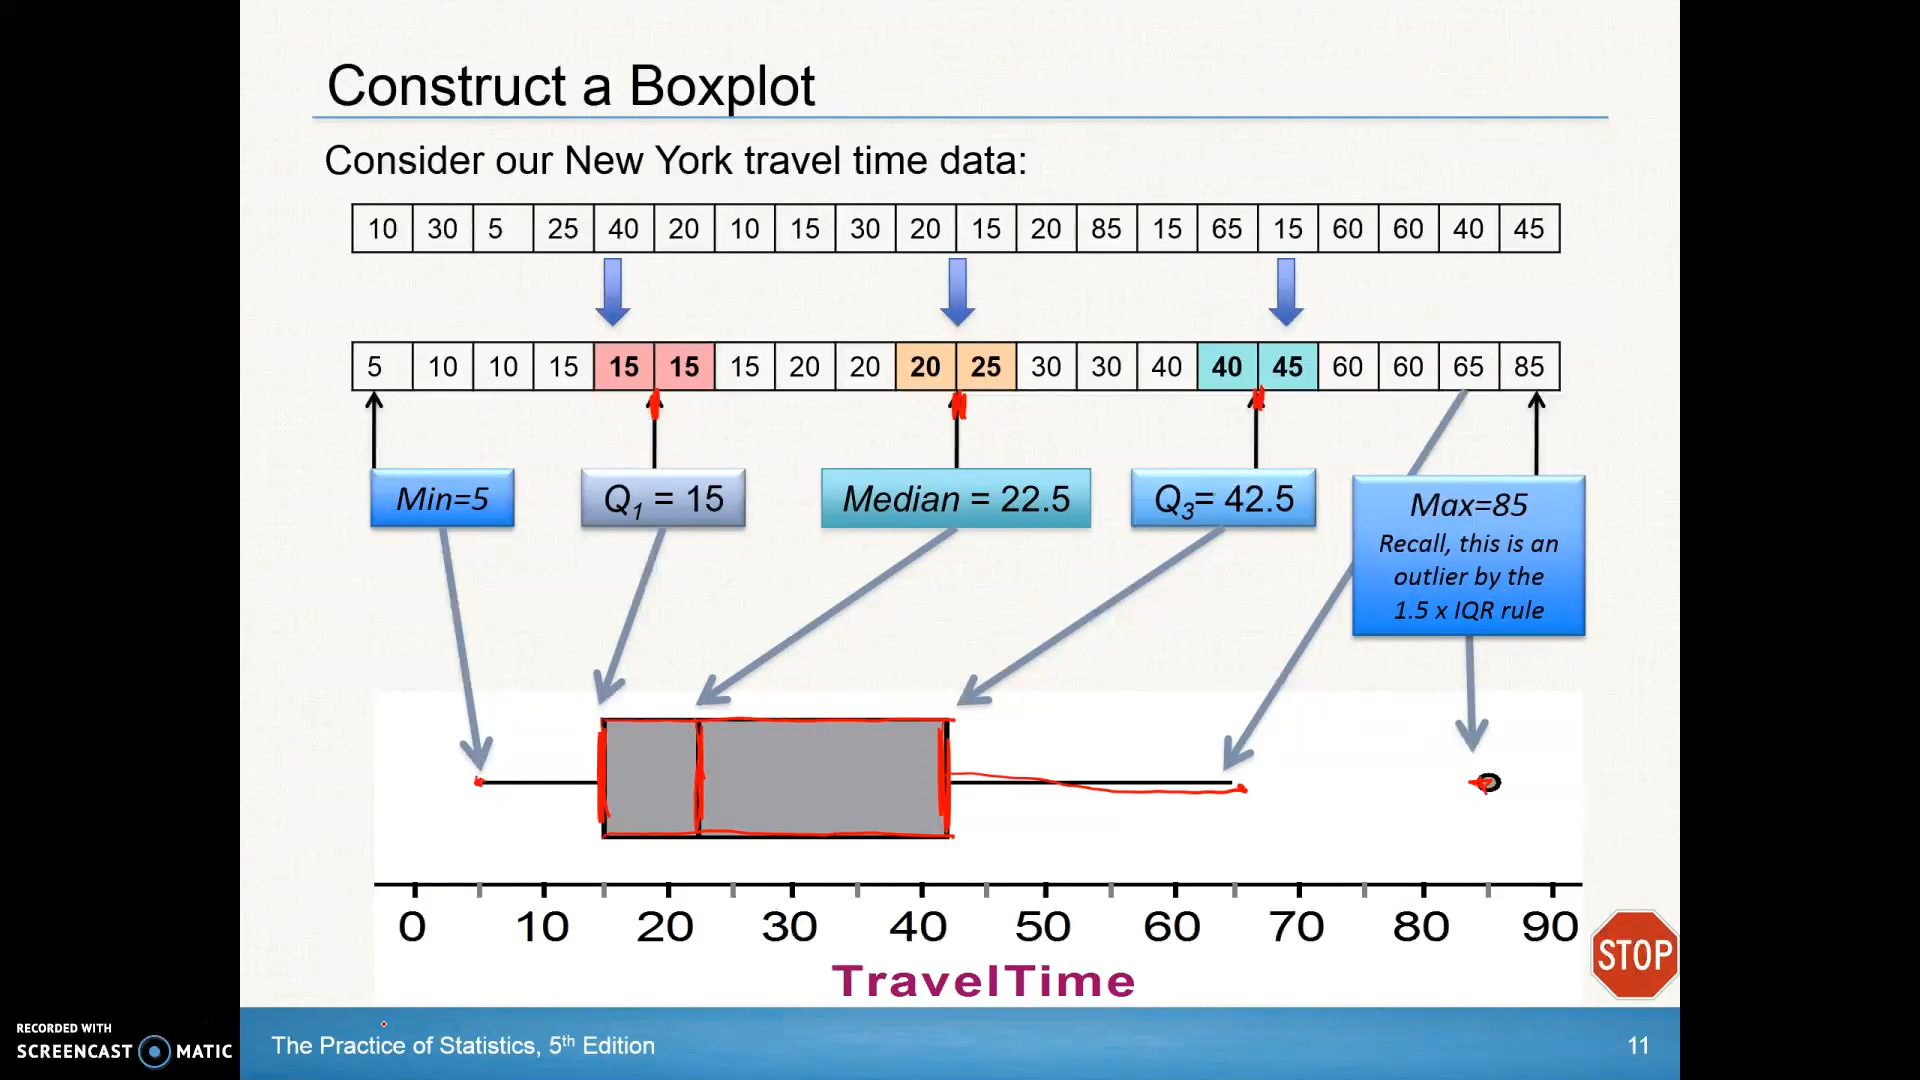 Construct a Boxplot
Consider our New York travel time data:
10 30 5 25 40 20 10 15 30 20 15 20 85 15 65 15 60 60 40 45
5 10 10 15 15 15 15 20 20 20 25 30 30 40 40 45 60 60 65 85
Min=5
Q1 = 15
Median = 22.5
Q3= 42.5
Max=85
Recall, this is an
outlier by the
1.5 x IQR rule
0 10 20 30 40 50 60 70 80 90
TravelTime
STOP
RECORDED WITH
SCREENCAST MATIC
The Practice of Statistics, 5th Edition
11